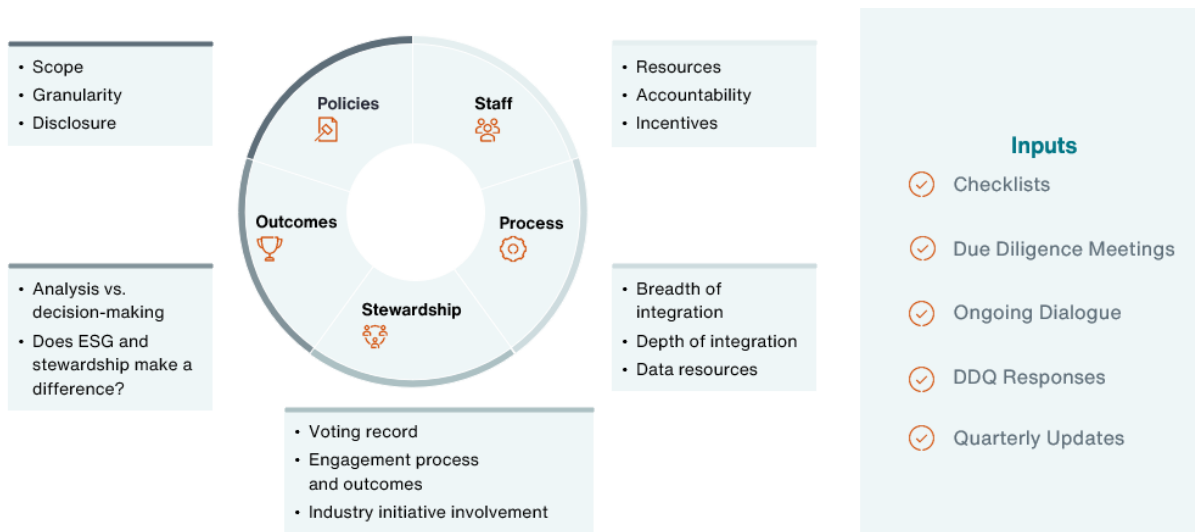 • Scope
• Granularity
• Disclosure
Policies
Staff
• Resources
• Accountability
• Incentives
Outcomes
Process
Stewardship
• Analysis vs.
decision-making
• Does ESG and
stewardship make a
difference?
• Breadth of
integration
• Depth of integration
• Data resources
• Voting record
• Engagement process
and outcomes
• Industry initiative involvement
Inputs
Checklists
Due Diligence Meetings
Ongoing Dialogue
DDQ Responses
Quarterly Updates